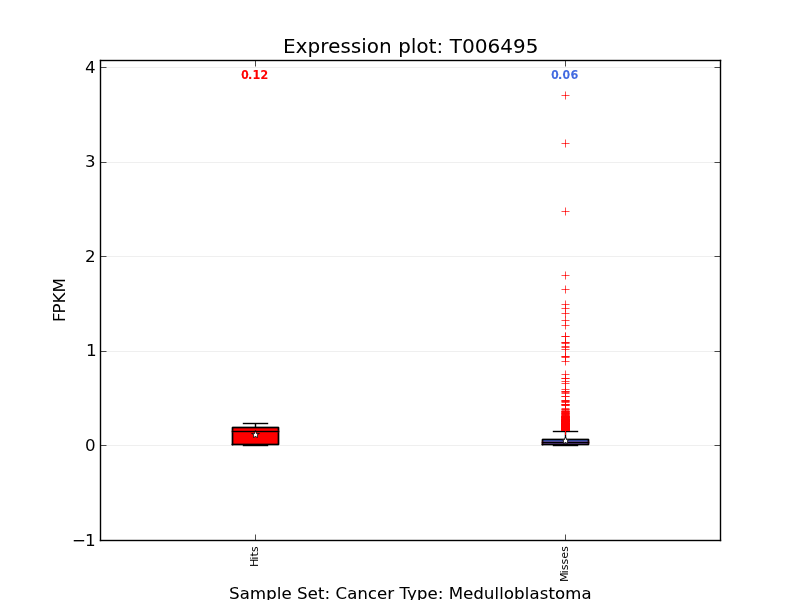 Expression plot: T006495
0.12
0.06
4
3
2
1
0
−1
FPKM
Hits
Misses
Sample Set: Cancer Type: Medulloblastoma